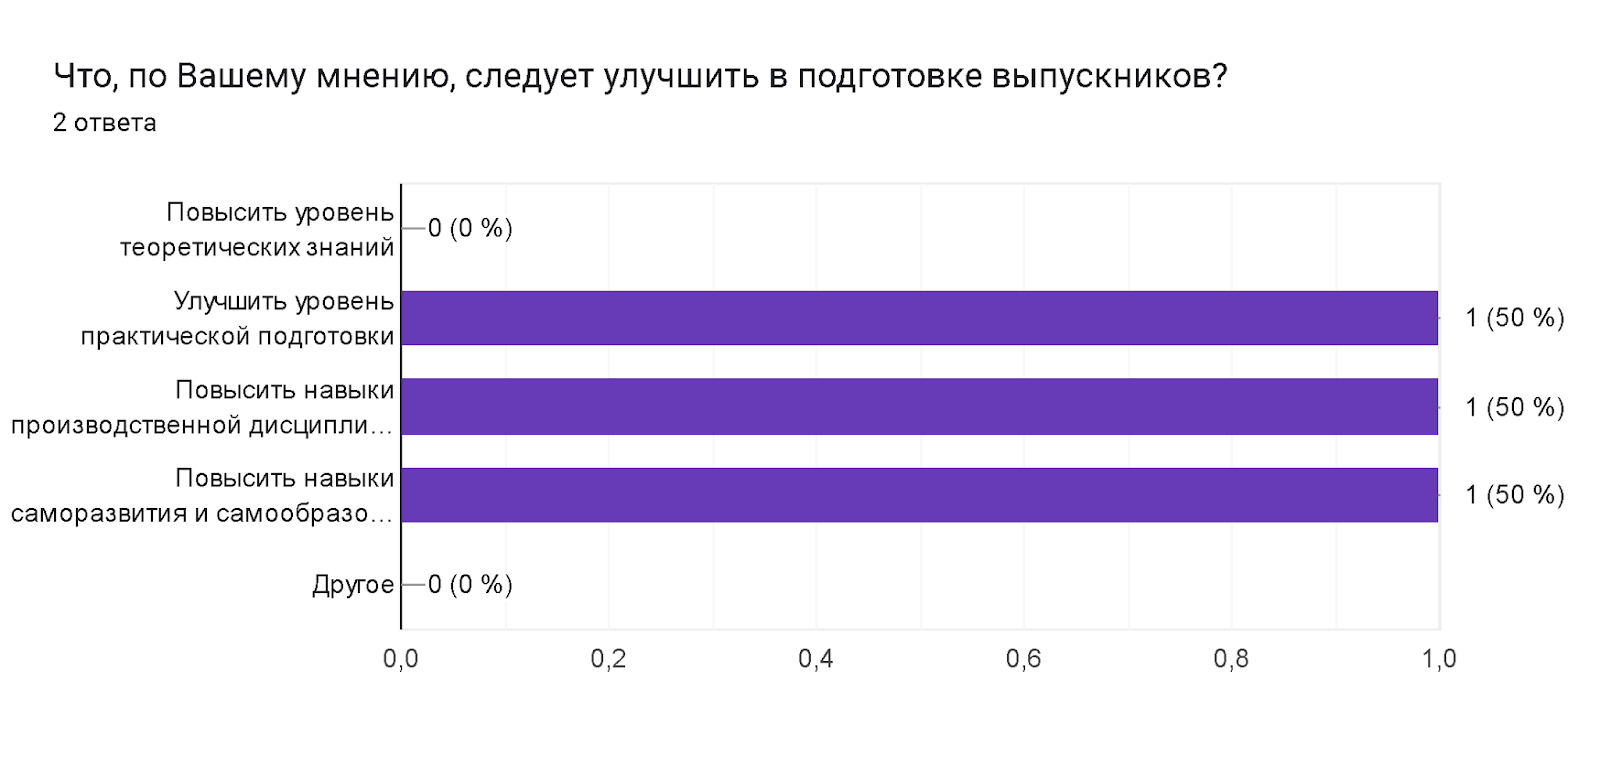 Что, по Вашему мнению, следует улучшить в подготовке выпускников?
2 ответа
Повысить уровень
теоретических знаний
0 (0 %)
Улучшить уровень
практической подготовки
1 (50 %)
Повысить навыки
производственной дисципли...
1 (50 %)
Повысить навыки
саморазвития и самообразо...
1 (50 %)
Другое
0 (0 %)
0,0 0,2 0,4 0,6 0,8 1,0